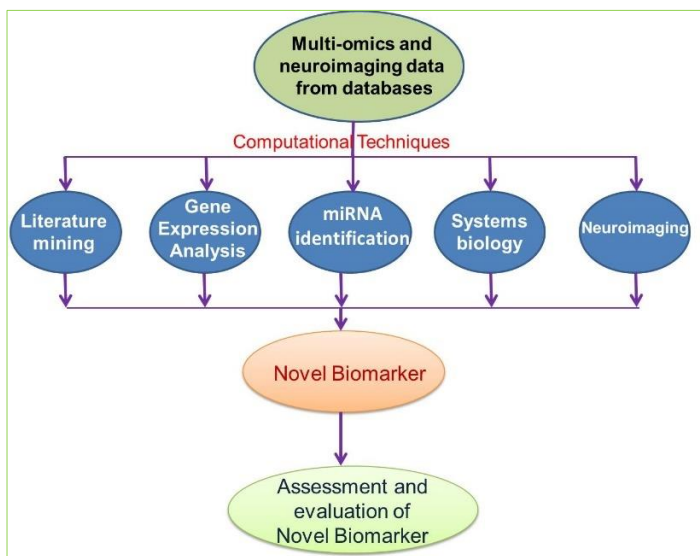 Multi-omics and
neuroimaging data
from databases
Computational Techniques
Literature
mining
Gene
Expression
Analysis
miRNA
identification
Systems
biology
Neuroimaging
Novel Biomarker
Assessment and
evaluation of
Novel Biomarker